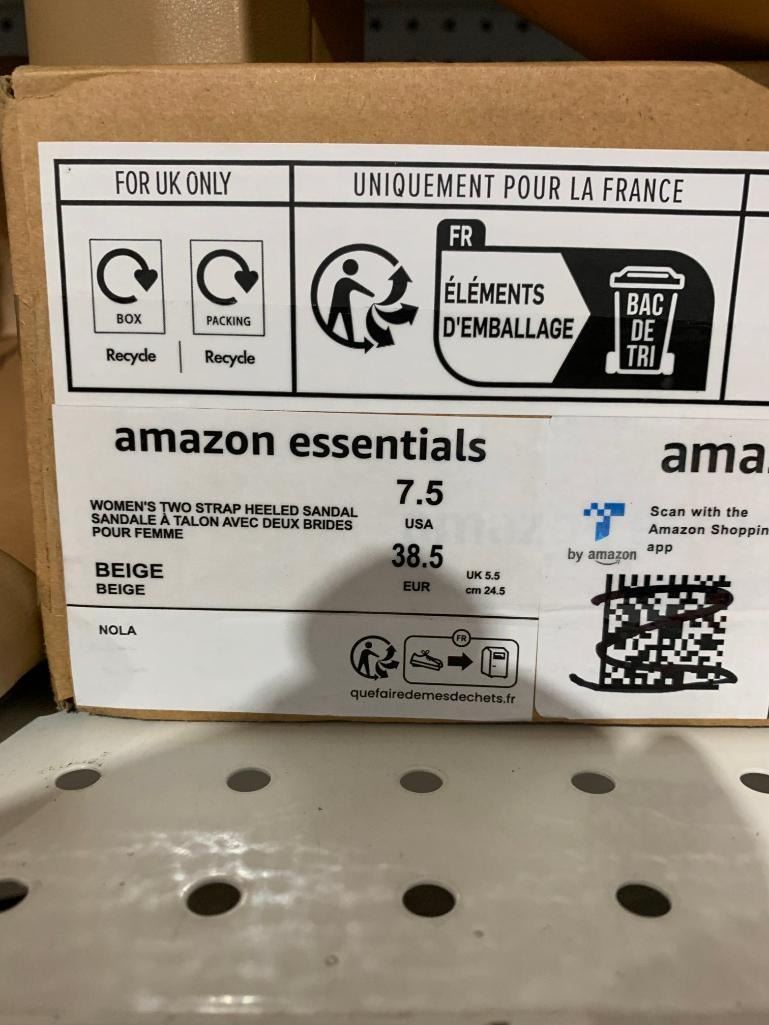 FOR UK ONLY
UNIQUEMENT POUR LA FRANCE
BOX
PACKING
Recycle
Recycle
FR
ÉLÉMENTS
D'EMBALLAGE
BAC
DE
TRI
amazon essentials
WOMEN'S TWO STRAP HEELED SANDAL
SANDALE À TALON AVEC DEUX BRIDES
POUR FEMME
7.5
USA
38.5
EUR
UK 5.5
cm 24.5
BEIGE
BEIGE
NOLA
FR
quefairedemesdechets.fr
ama
Scan with the
Amazon Shoppin
app
by amazon